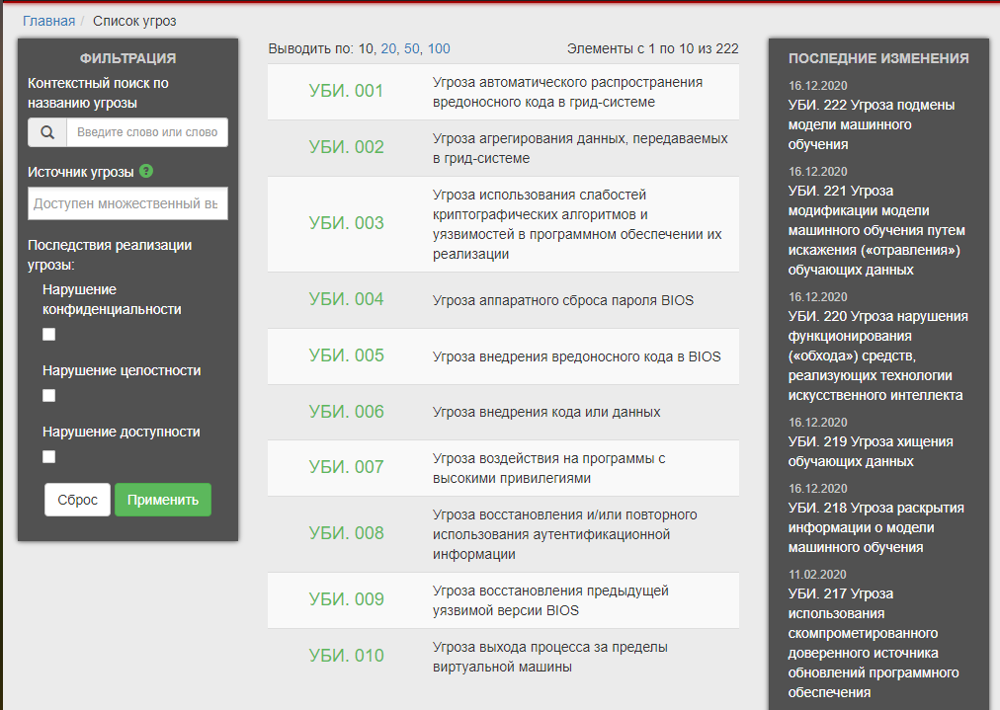 Главная / Список угроз
ФИЛЬТРАЦИЯ
Контекстный поиск по
названию угрозы
Введите слово или слово
Источник угрозы ?
Доступен множественный вы
Последствия реализации
угрозы:
Нарушение
конфиденциальности
Нарушение целостности
Нарушение доступности
Сброс Применить
Выводить по: 10, 20, 50, 100 Элементы с 1 по 10 из 222
УБИ. 001 Угроза автоматического распространения
вредоносного кода в грид-системе
УБИ. 002 Угроза агрегирования данных, передаваемых
в грид-системе
УБИ. 003 Угроза использования слабостей
криптографических алгоритмов и
уязвимостей в программном обеспечении их
реализации
УБИ. 004 Угроза аппаратного сброса пароля BIOS
УБИ. 005 Угроза внедрения вредоносного кода в BIOS
УБИ. 006 Угроза внедрения кода или данных
УБИ. 007 Угроза воздействия на программы с
высокими привилегиями
УБИ. 008 Угроза восстановления и/или повторного
использования аутентификационной
информации
УБИ. 009 Угроза восстановления предыдущей
уязвимой версии BIOS
УБИ. 010 Угроза выхода процесса за пределы
виртуальной машины
ПОСЛЕДНИЕ ИЗМЕНЕНИЯ
16.12.2020
УБИ. 222 Угроза подмены
модели машинного
обучения
16.12.2020
УБИ. 221 Угроза
модификации модели
машинного обучения путем
искажения («отравления»)
обучающих данных
16.12.2020
УБИ. 220 Угроза нарушения
функционирования
(«обхода») средств,
реализующих технологии
искусственного интеллекта
16.12.2020
УБИ. 219 Угроза хищения
обучающих данных
16.12.2020
УБИ. 218 Угроза раскрытия
информации о модели
машинного обучения
11.02.2020
УБИ. 217 Угроза
использования
скомпрометированного
доверенного источника
обновлений программного
обеспечения